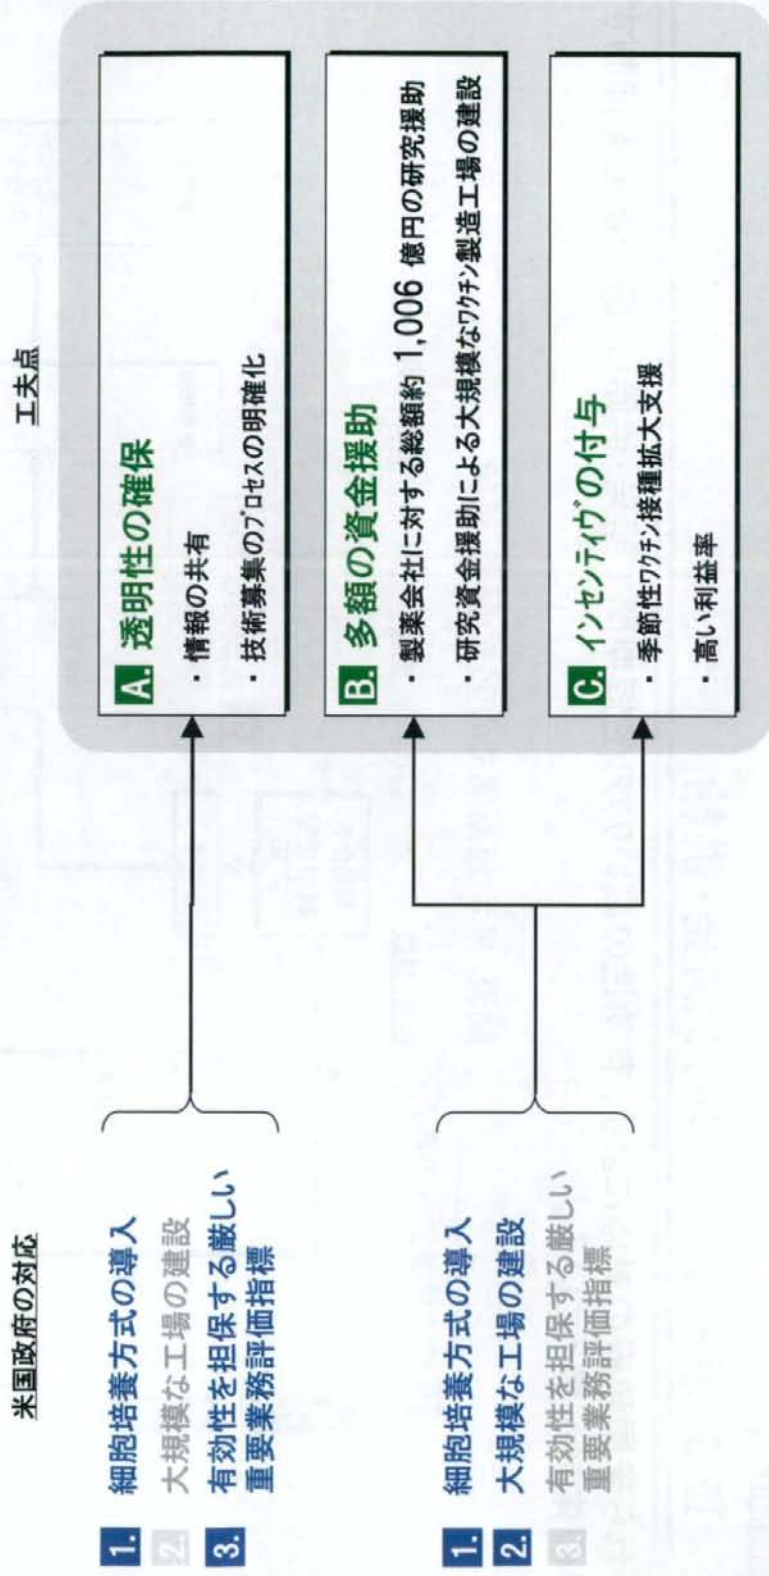 米国政府の対応
工夫点
1. 細胞培養方式の導入
2. 大規模な工場の建設
3. 有効性を担保する厳しい
重要業務評価指標
A. 透明性の確保
・情報の共有
・技術募集のプロセスの明確化
1. 細胞培養方式の導入
2. 大規模な工場の建設
3. 有効性を担保する厳しい
重要業務評価指標
B. 多額の資金援助
・製薬会社に対する総額約 1,006 億円の研究援助
・研究資金援助による大規模なワクチン製造工場の建設
C. インセンティヴの付与
・季節性ワクチン接種拡大支援
・高い利益率